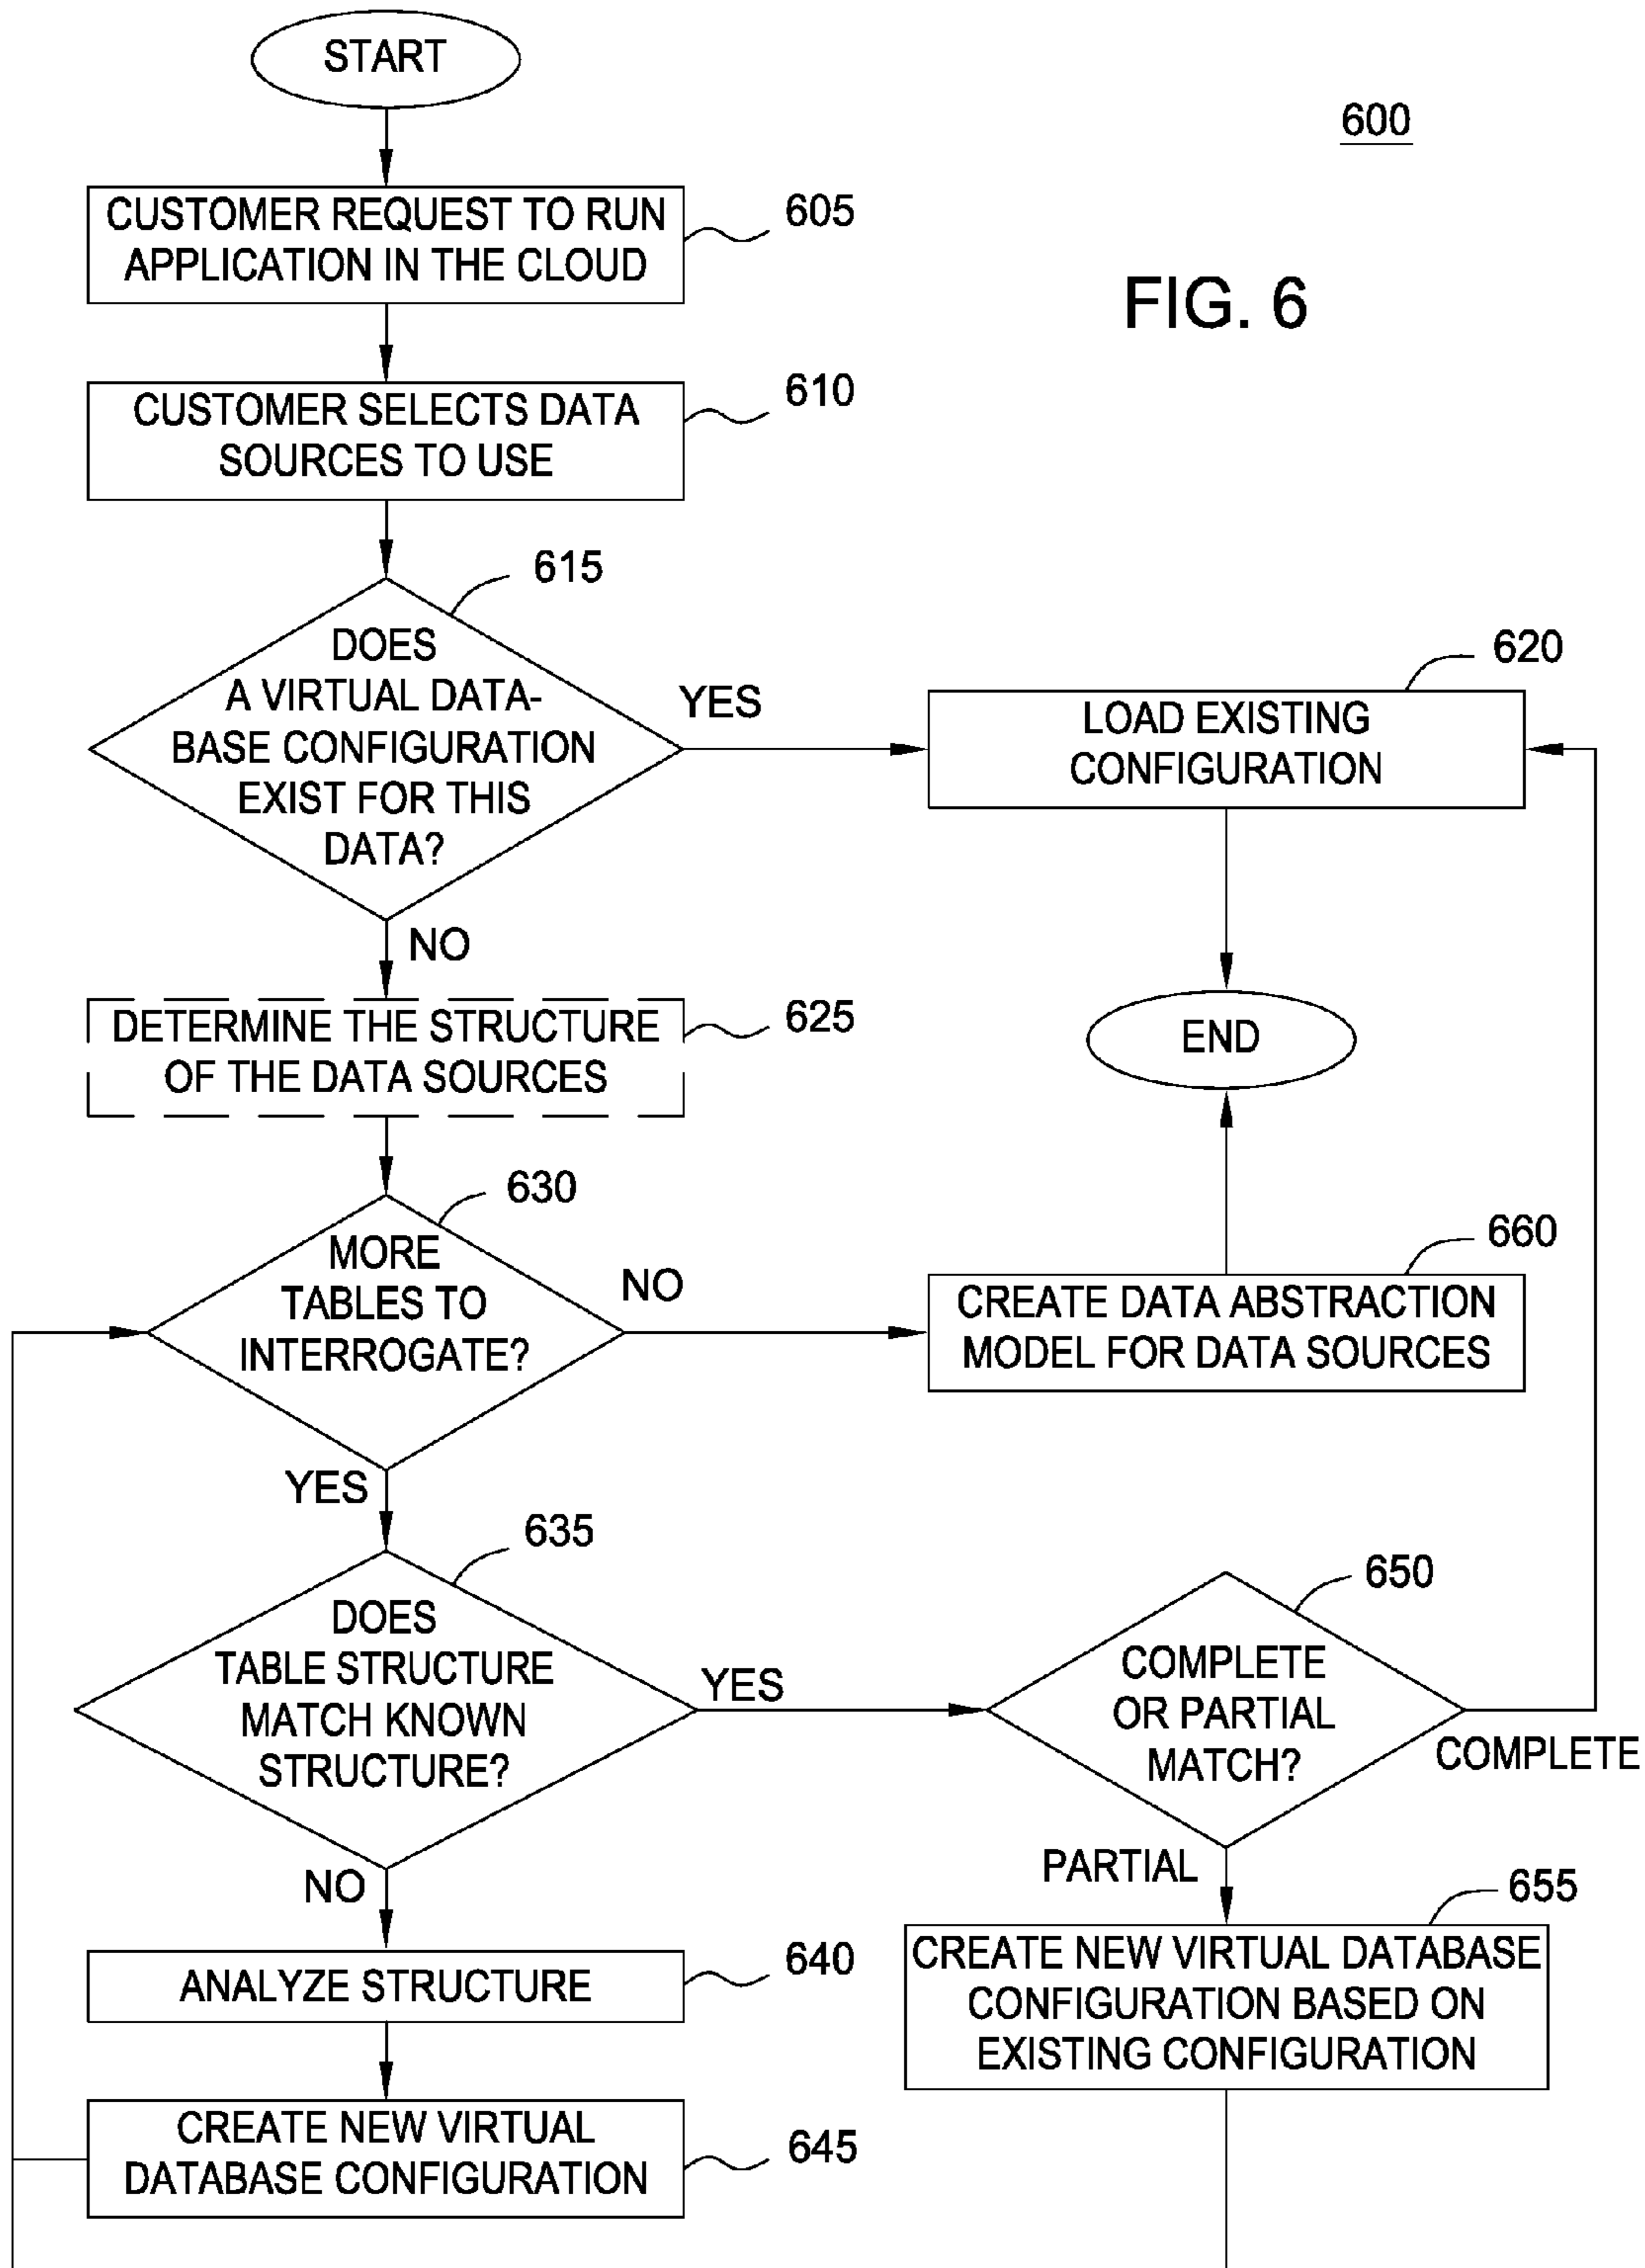 START
600
CUSTOMER REQUEST TO RUN
APPLICATION IN THE CLOUD
605
FIG. 6
CUSTOMER SELECTS DATA
SOURCES TO USE
610
615
DOES
A VIRTUAL DATA-
BASE CONFIGURATION
EXIST FOR THIS
DATA?
YES
NO
620
LOAD EXISTING
CONFIGURATION
DETERMINE THE STRUCTURE
OF THE DATA SOURCES
625
END
630
MORE
TABLES TO
INTERROGATE?
NO
YES
660
CREATE DATA ABSTRACTION
MODEL FOR DATA SOURCES
635
DOES
TABLE STRUCTURE
MATCH KNOWN
STRUCTURE?
YES
NO
650
COMPLETE
OR PARTIAL
MATCH?
COMPLETE
PARTIAL
ANALYZE STRUCTURE
640
655
CREATE NEW VIRTUAL DATABASE
CONFIGURATION BASED ON
EXISTING CONFIGURATION
CREATE NEW VIRTUAL
DATABASE CONFIGURATION
645